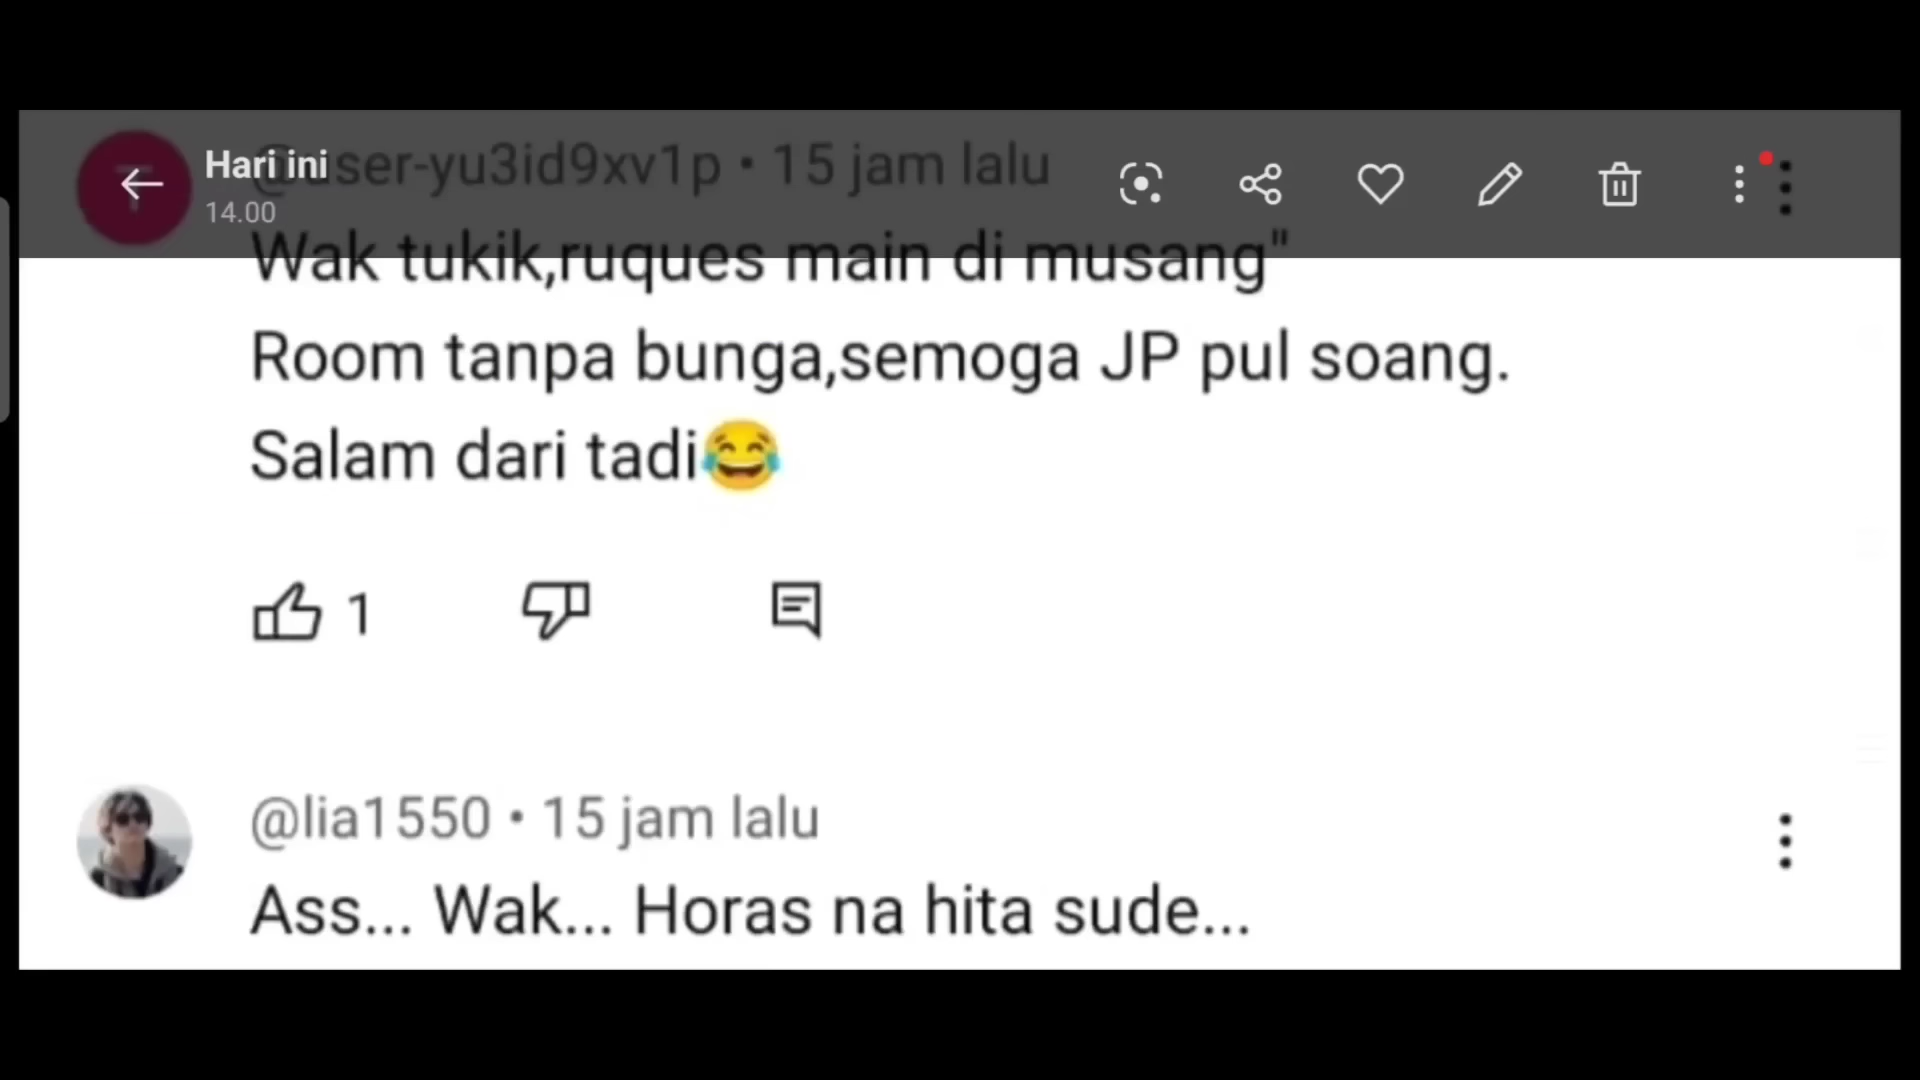 Hari ini
14.00
@user-yu3id9xv1p • 15 jam lalu
Wak tukik,ruques main di musang"
Room tanpa bunga,semoga JP pul soang.
Salam dari tadi😂
1
@lia1550 • 15 jam lalu
Ass... Wak... Horas na hita sude...